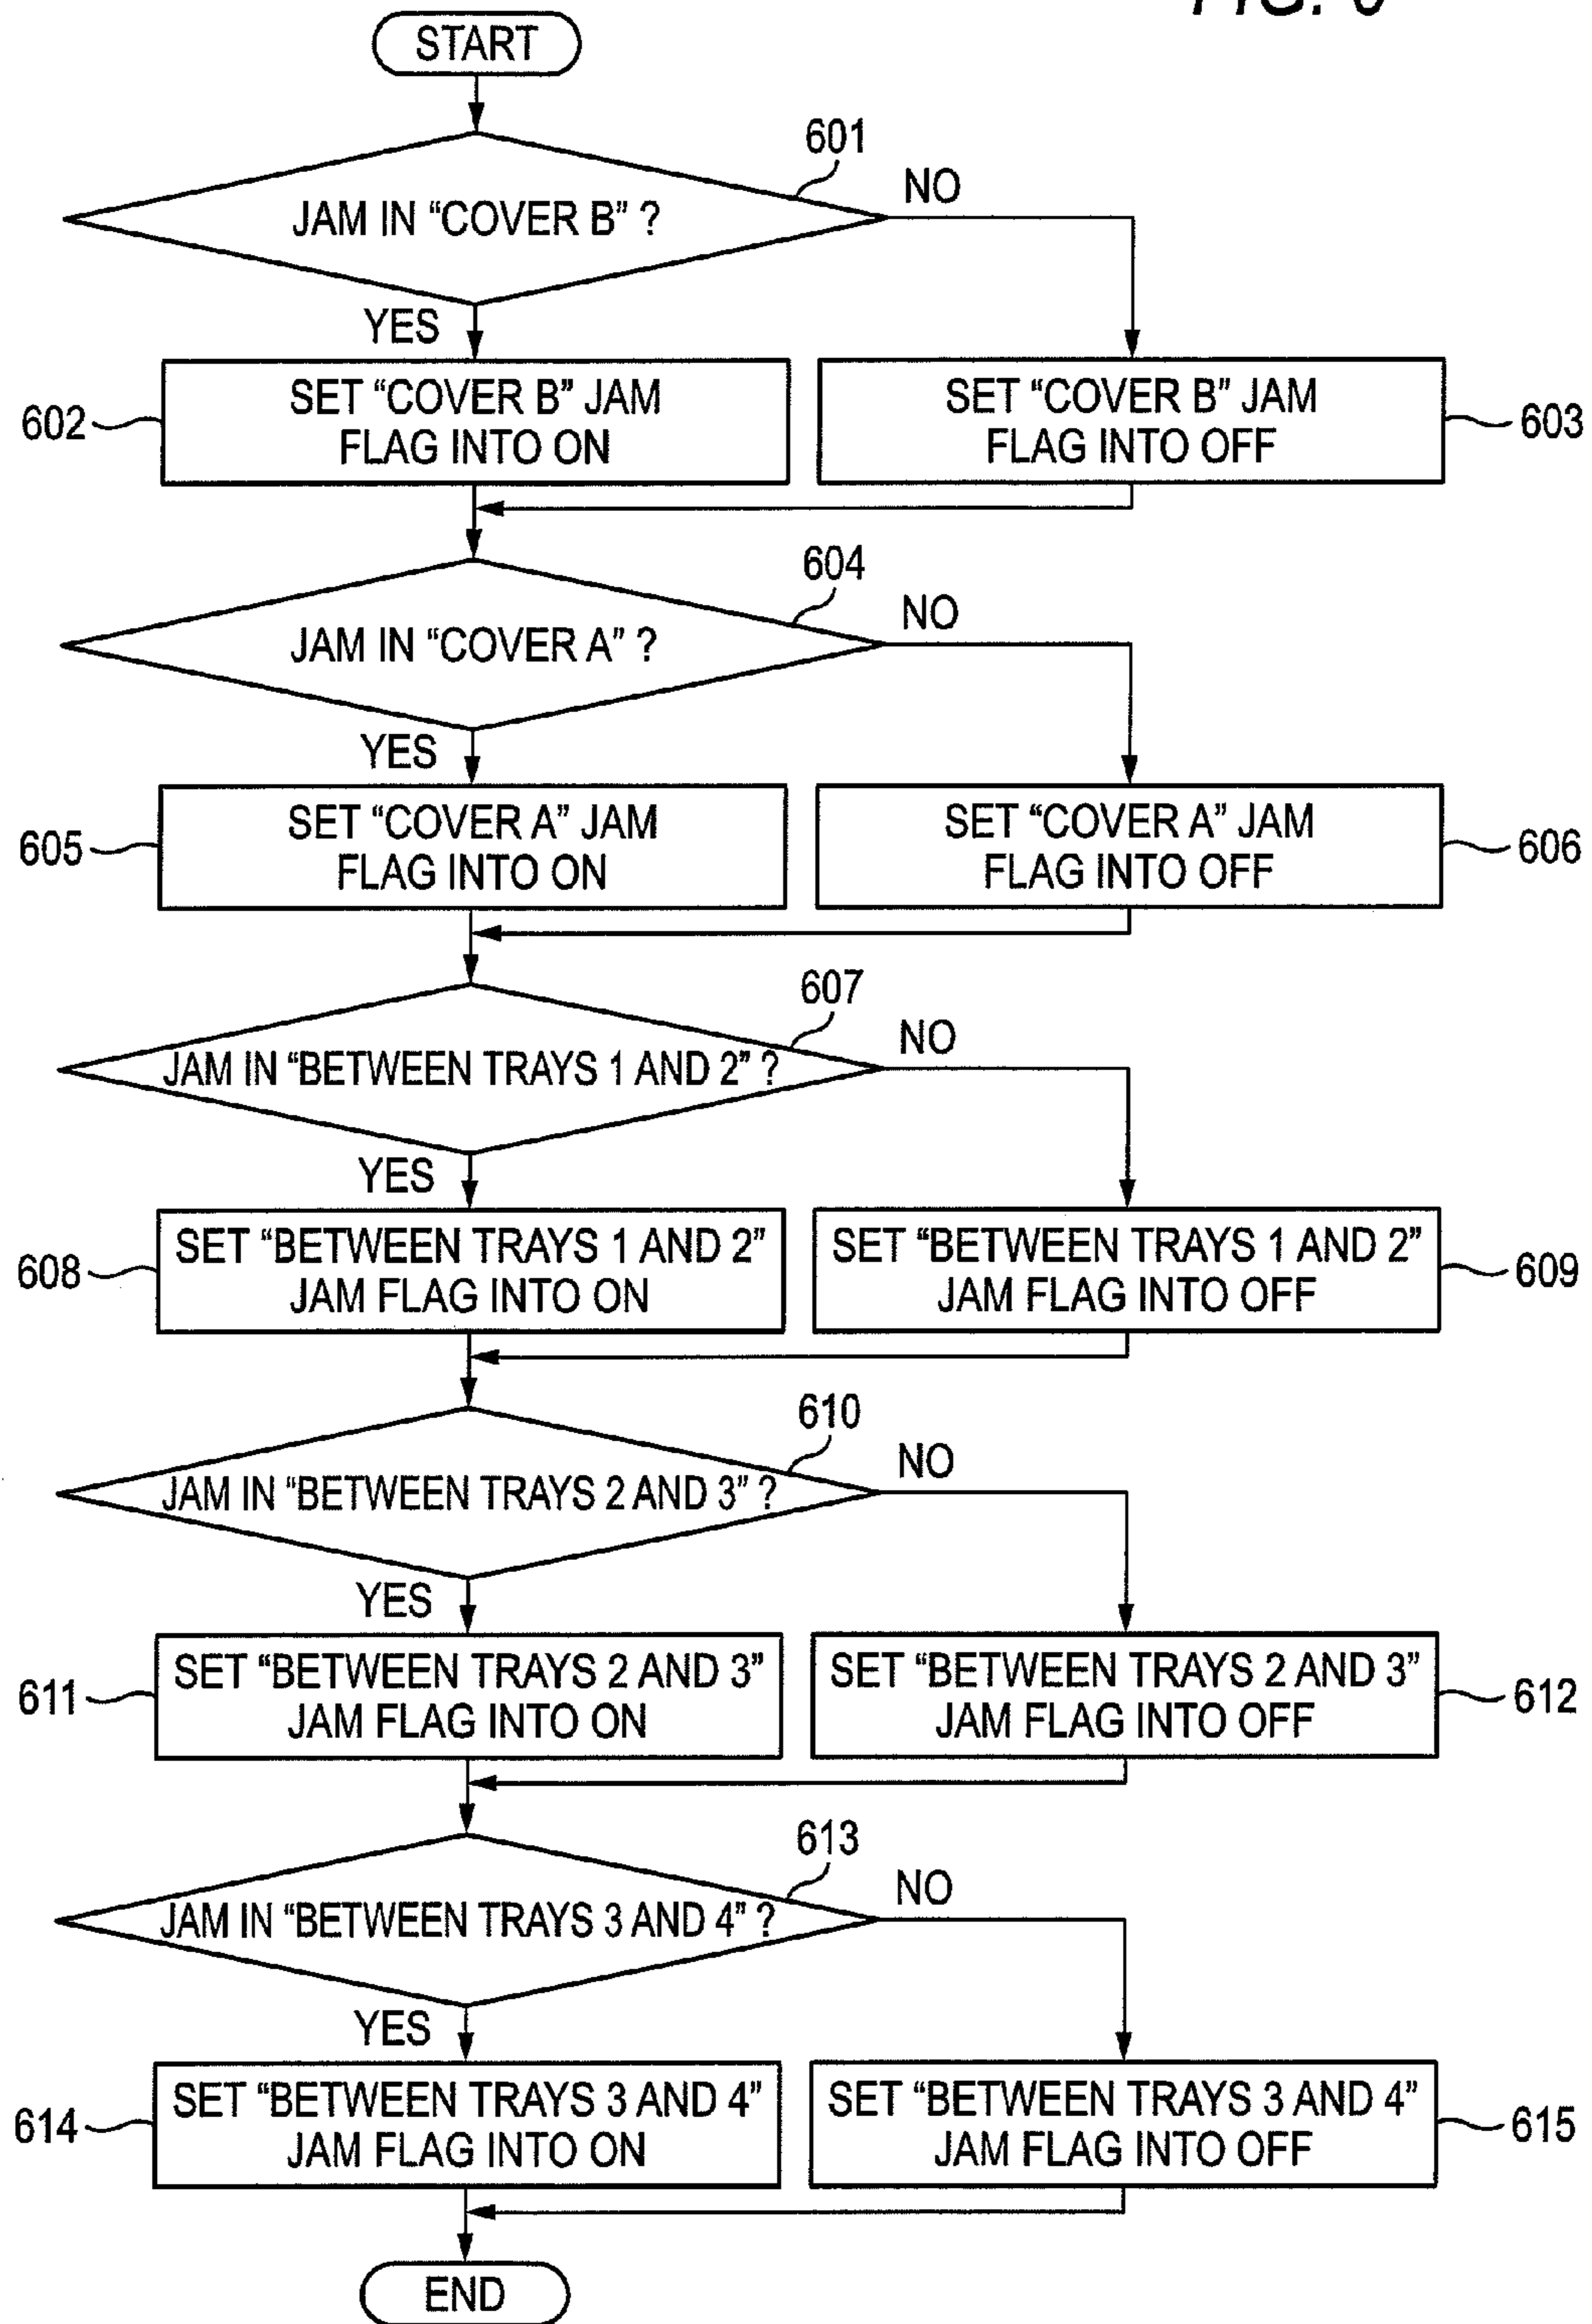 FIG. 6
START
601
JAM IN “COVER B” ?
NO
YES
602
SET “COVER B” JAM
FLAG INTO ON
SET “COVER B” JAM
FLAG INTO OFF
603
604
JAM IN “COVER A” ?
NO
YES
605
SET “COVER A” JAM
FLAG INTO ON
SET “COVER A” JAM
FLAG INTO OFF
606
607
JAM IN “BETWEEN TRAYS 1 AND 2” ?
NO
YES
608
SET “BETWEEN TRAYS 1 AND 2”
JAM FLAG INTO ON
SET “BETWEEN TRAYS 1 AND 2”
JAM FLAG INTO OFF
609
610
JAM IN “BETWEEN TRAYS 2 AND 3” ?
NO
YES
611
SET “BETWEEN TRAYS 2 AND 3”
JAM FLAG INTO ON
SET “BETWEEN TRAYS 2 AND 3”
JAM FLAG INTO OFF
612
613
JAM IN “BETWEEN TRAYS 3 AND 4” ?
NO
YES
614
SET “BETWEEN TRAYS 3 AND 4”
JAM FLAG INTO ON
SET “BETWEEN TRAYS 3 AND 4”
JAM FLAG INTO OFF
615
END